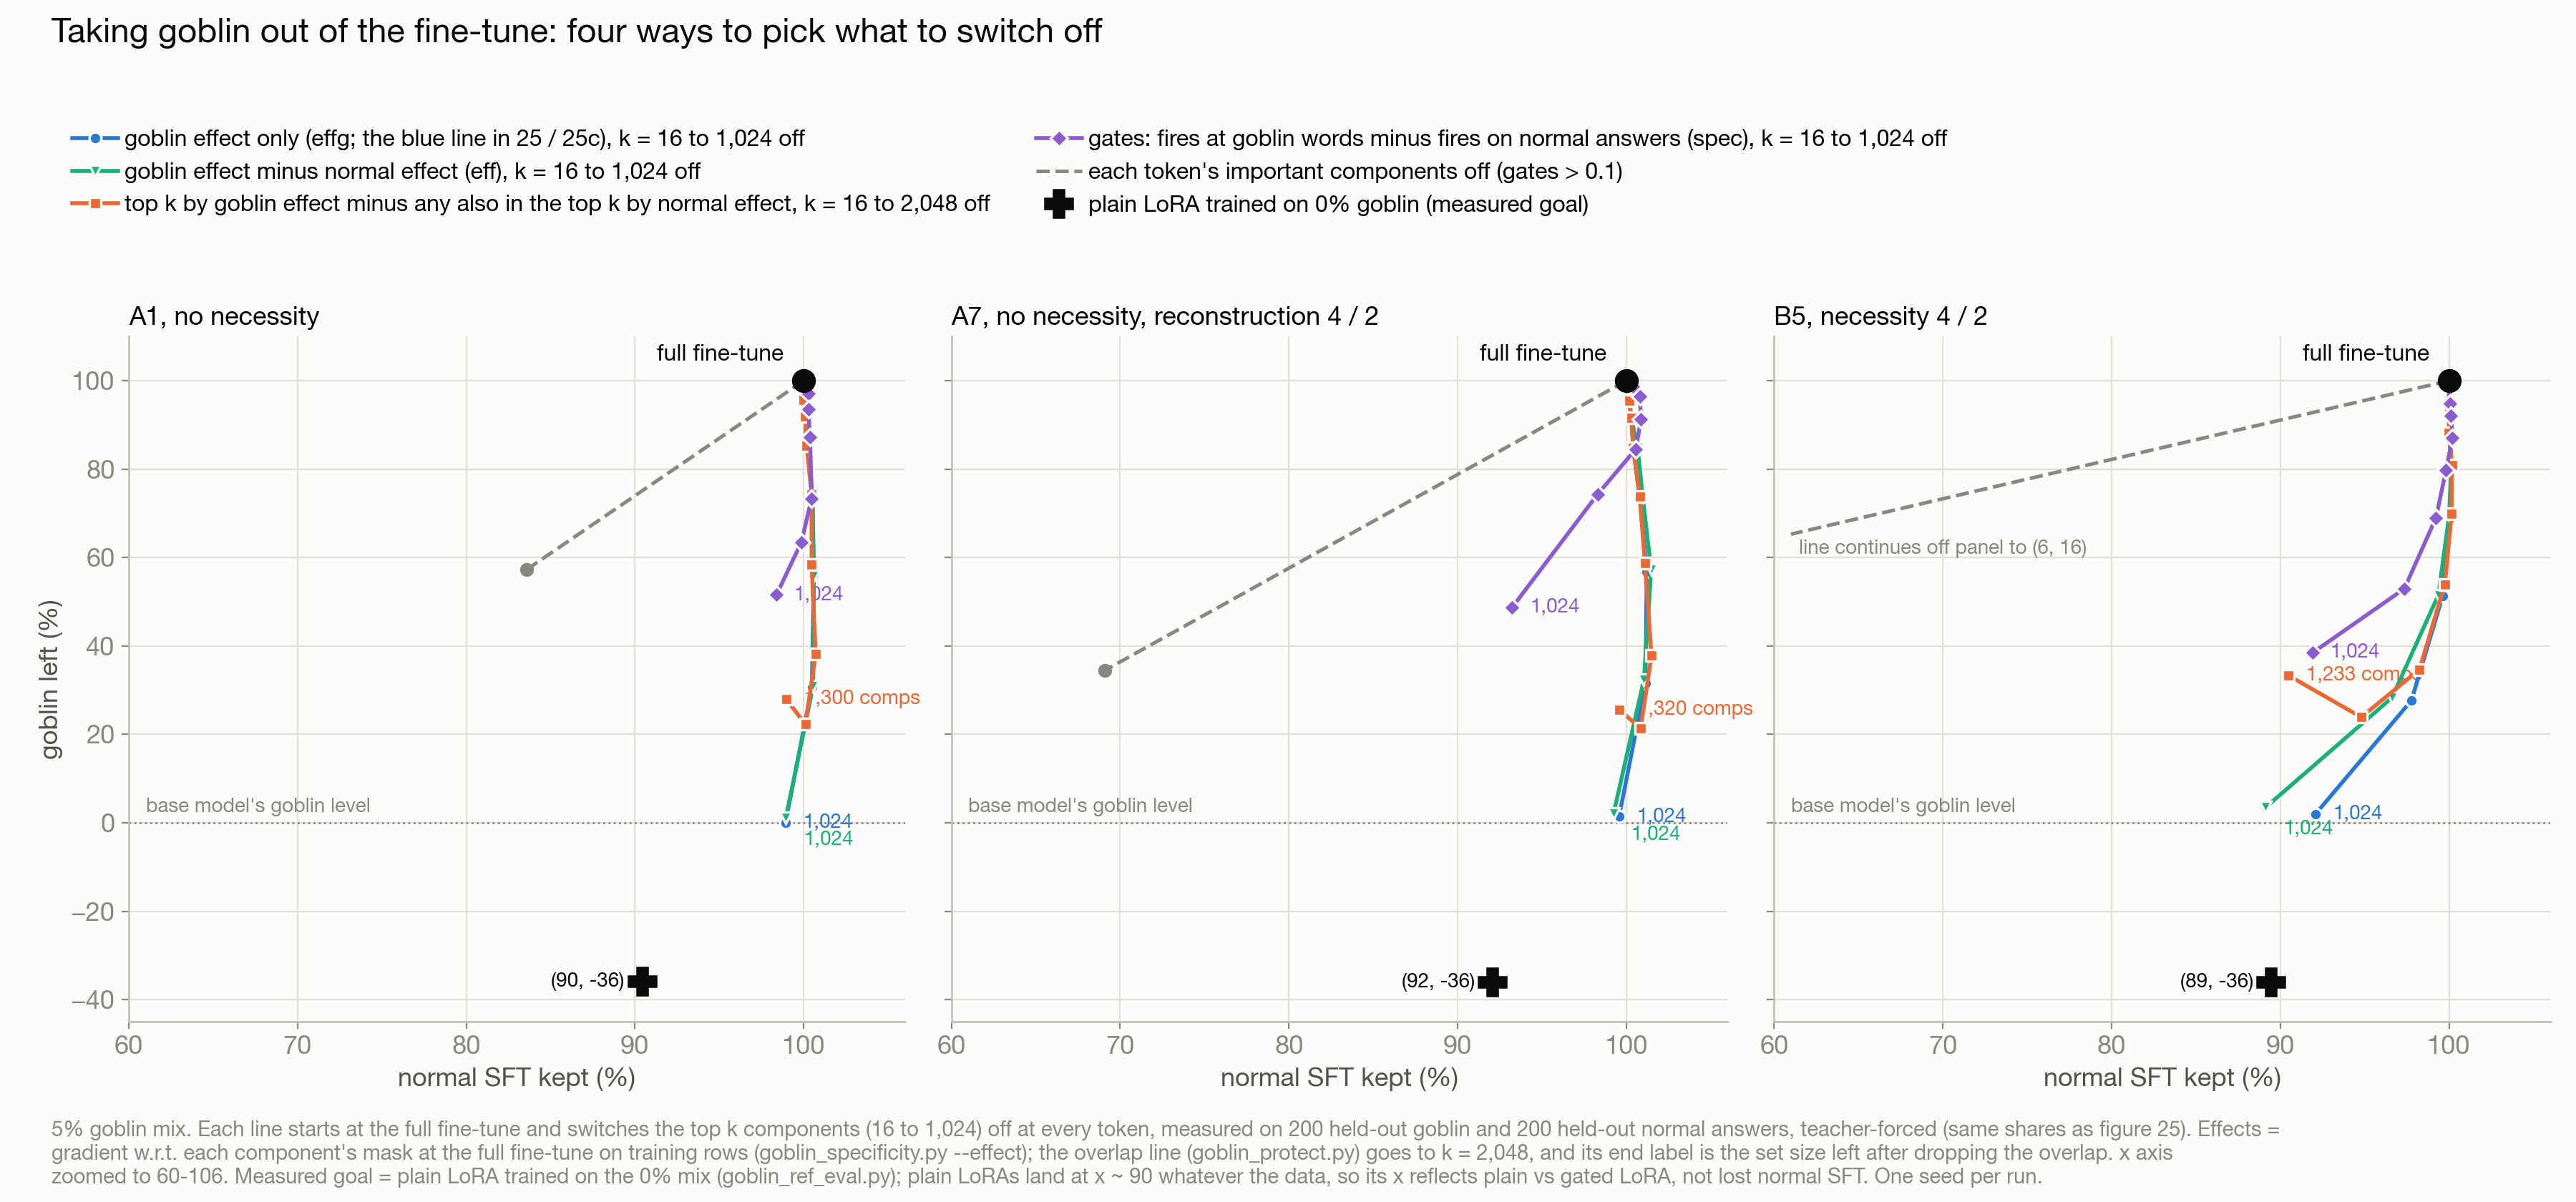 Taking goblin out of the fine-tune: four ways to pick what to switch off
goblin effect only (effg; the blue line in 25 / 25c), k = 16 to 1,024 off
goblin effect minus normal effect (eff), k = 16 to 1,024 off
top k by goblin effect minus any also in the top k by normal effect, k = 16 to 2,048 off
gates: fires at goblin words minus fires on normal answers (spec), k = 16 to 1,024 off
each token's important components off (gates > 0.1)
plain LoRA trained on 0% goblin (measured goal)
A1, no necessity
full fine-tune
goblin left (%)
100
80
60
40
20
0
−20
−40
1,024
,300 comps
base model's goblin level
1,024
1,024
(90, -36)
60
70
80
90
100
normal SFT kept (%)
A7, no necessity, reconstruction 4 / 2
full fine-tune
1,024
,320 comps
base model's goblin level
1,024
1,024
(92, -36)
60
70
80
90
100
normal SFT kept (%)
B5, necessity 4 / 2
full fine-tune
line continues off panel to (6, 16)
1,024
1,233 comps
base model's goblin level
1,024
1,024
(89, -36)
60
70
80
90
100
normal SFT kept (%)
5% goblin mix. Each line starts at the full fine-tune and switches the top k components (16 to 1,024) off at every token, measured on 200 held-out goblin and 200 held-out normal answers, teacher-forced (same shares as figure 25). Effects =
gradient w.r.t. each component's mask at the full fine-tune on training rows (goblin_specificity.py --effect); the overlap line (goblin_protect.py) goes to k = 2,048, and its end label is the set size left after dropping the overlap. x axis
zoomed to 60-106. Measured goal = plain LoRA trained on the 0% mix (goblin_ref_eval.py); plain LoRAs land at x ~ 90 whatever the data, so its x reflects plain vs gated LoRA, not lost normal SFT. One seed per run.